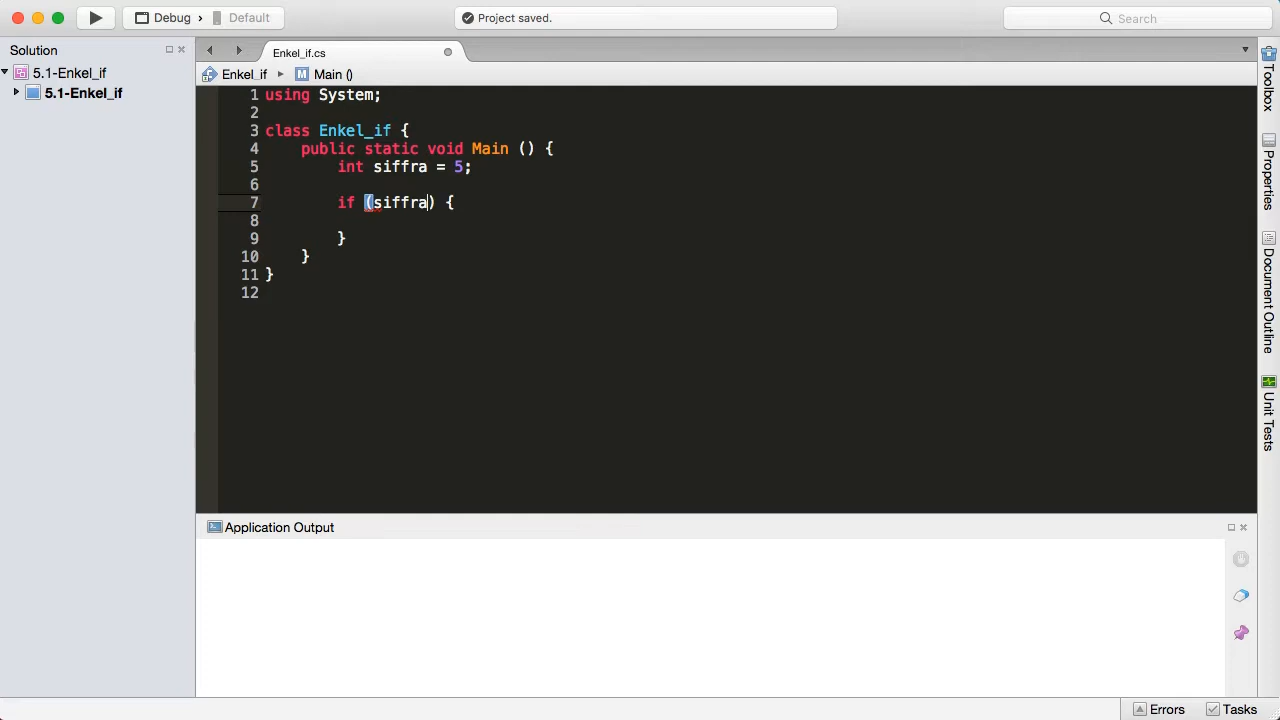 Debug
Default
Project saved.
Search
Solution
Enkel_if.cs
5.1-Enkel_if
Enkel_if
Main ()
5.1-Enkel_if
1 using System;
2
3 class Enkel_if {
4 public static void Main () {
5 int siffra = 5;
6
7 if (siffra) {
8
9 }
10 }
11 }
12
Toolbox
Properties
Document Outline
Unit Tests
Application Output
Errors
Tasks